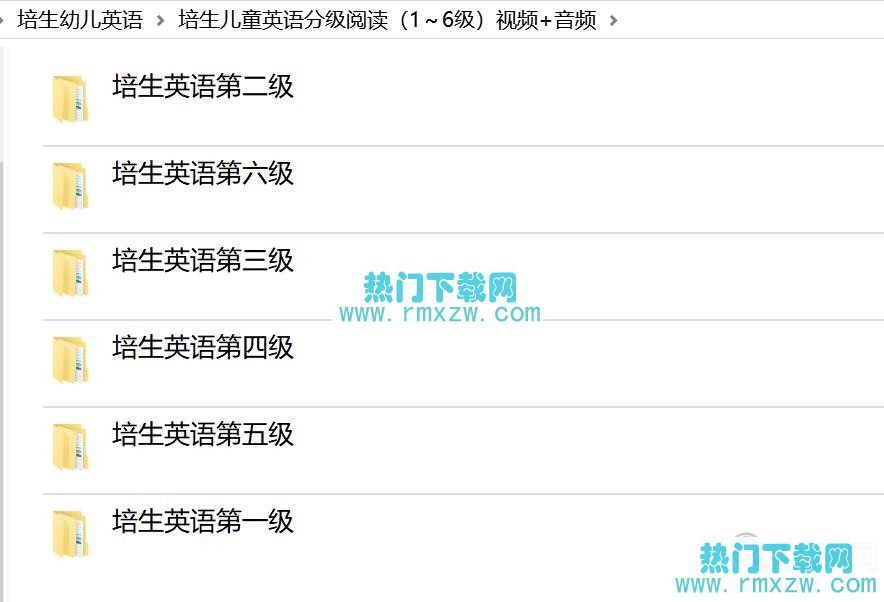 培生幼儿英语 > 培生儿童英语分级阅读（1～6级）视频+音频 >
培生英语第二级
培生英语第六级
培生英语第三级
热门下载网
www.rmxzw.com
培生英语第四级
培生英语第五级
培生英语第一级
热门下载网
www.rmxzw.com